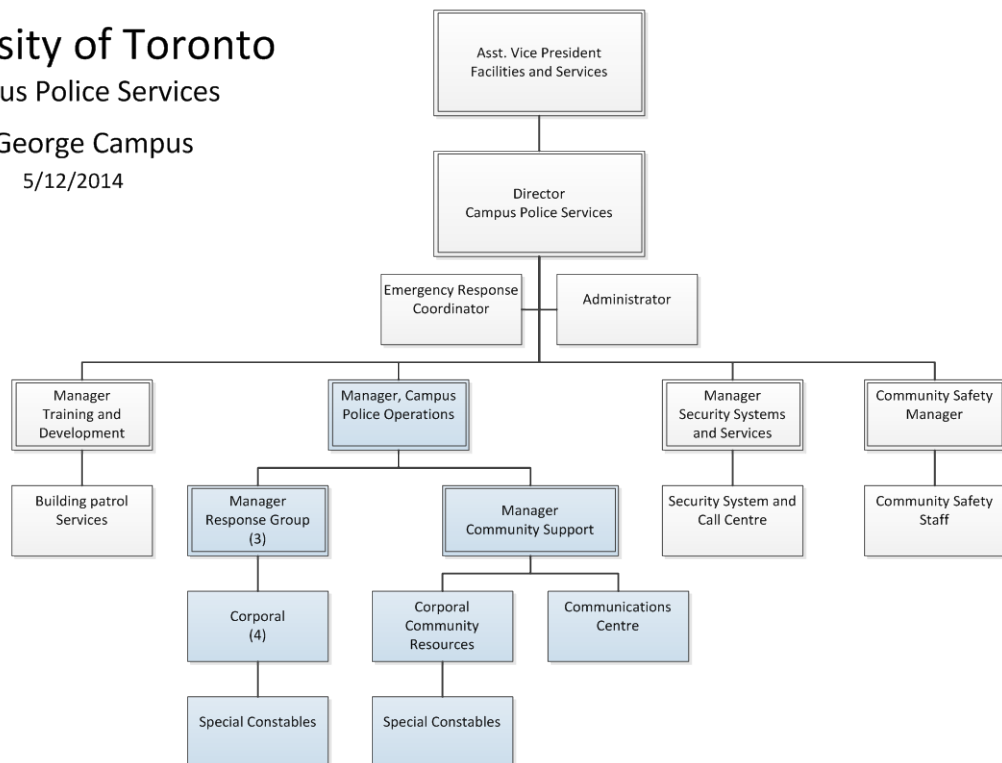 sity of Toronto
us Police Services
George Campus
5/12/2014
Asst. Vice President
Facilities and Services
Director
Campus Police Services
Emergency Response
Coordinator
Administrator
Manager
Training and
Development
Manager, Campus
Police Operations
Manager
Security Systems
and Services
Community Safety
Manager
Building patrol
Services
Manager
Response Group
(3)
Manager
Community Support
Security System and
Call Centre
Community Safety
Staff
Corporal
(4)
Corporal
Community
Resources
Communications
Centre
Special Constables
Special Constables